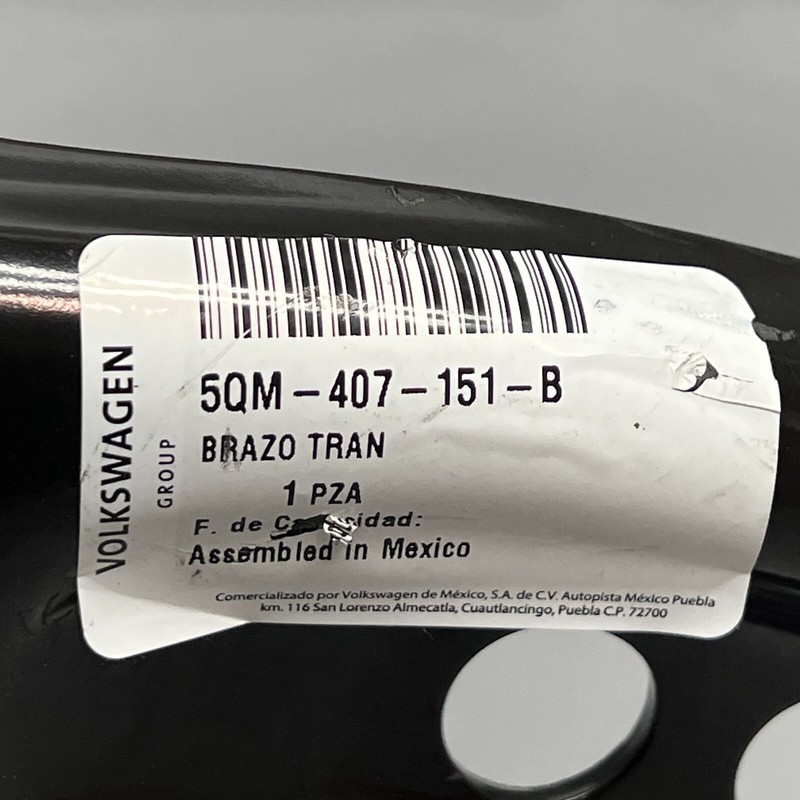 VOLKSWAGEN
GROUP
5QM-407-151-B
BRAZO TRAN
1 PZA
F. de
Assembled in Mexico
Comercializado por Volkswagen de México, S.A. de C.V. Autopista México Puebla
km. 116 San Lorenzo Almecatla, Cuautlancingo, Puebla C.P. 72700